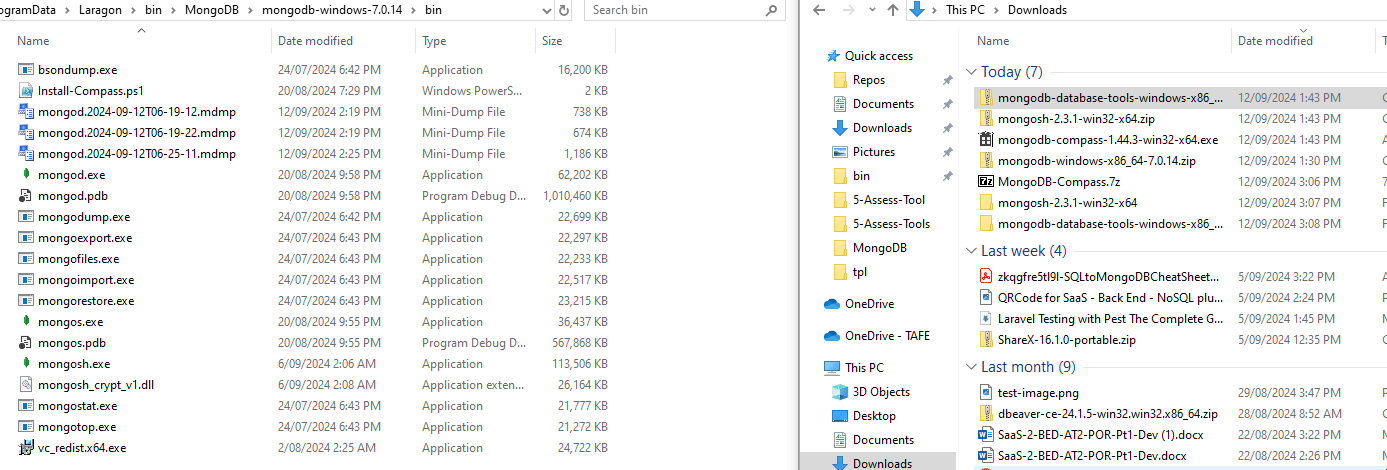 ogramData > Laragon > bin > MongoDB > mongodb-windows-7.0.14 > bin
Search bin
Name Date modified Type Size
bsondump.exe 24/07/2024 6:42 PM Application 16,200 KB
Install-Compass.ps1 20/08/2024 7:29 PM Windows PowerS... 2 KB
mongod.2024-09-12T06-19-12.mdmp 12/09/2024 2:19 PM Mini-Dump File 738 KB
mongod.2024-09-12T06-19-22.mdmp 12/09/2024 2:19 PM Mini-Dump File 674 KB
mongod.2024-09-12T06-25-11.mdmp 12/09/2024 2:25 PM Mini-Dump File 1,186 KB
mongod.exe 20/08/2024 9:58 PM Application 62,202 KB
mongod.pdb 20/08/2024 9:58 PM Program Debug D... 1,010,460 KB
mongodump.exe 24/07/2024 6:42 PM Application 22,699 KB
mongoexport.exe 24/07/2024 6:43 PM Application 22,297 KB
mongofiles.exe 24/07/2024 6:43 PM Application 22,233 KB
mongoimport.exe 24/07/2024 6:43 PM Application 22,517 KB
mongorestore.exe 24/07/2024 6:43 PM Application 23,215 KB
mongos.exe 20/08/2024 9:55 PM Application 36,437 KB
mongos.pdb 20/08/2024 9:55 PM Program Debug D... 567,868 KB
mongosh.exe 6/09/2024 2:06 AM Application 113,506 KB
mongosh_crypt_v1.dll 6/09/2024 2:08 AM Application exten... 26,164 KB
mongostat.exe 24/07/2024 6:43 PM Application 21,777 KB
mongotop.exe 24/07/2024 6:43 PM Application 21,272 KB
vc_redist.x64.exe 2/08/2024 2:25 AM Application 24,722 KB
This PC > Downloads
Quick access
Repos
Documents
Downloads
Pictures
bin
5-Assess-Tool
5-Assess-Tools
MongoDB
tpl
OneDrive
OneDrive - TAFE
This PC
3D Objects
Desktop
Documents
Downloads
Name Date modified T
Today (7)
mongodb-database-tools-windows-x86_... 12/09/2024 1:43 PM C
mongosh-2.3.1-win32-x64.zip 12/09/2024 1:43 PM C
mongodb-compass-1.44.3-win32-x64.exe 12/09/2024 1:43 PM A
mongodb-windows-x86_64-7.0.14.zip 12/09/2024 1:30 PM C
MongoDB-Compass.7z 12/09/2024 3:06 PM 7
mongosh-2.3.1-win32-x64 12/09/2024 3:07 PM F
mongodb-database-tools-windows-x86_... 12/09/2024 3:08 PM F
Last week (4)
zkqgfre5tl9l-SQLtoMongoDBCheatSheet... 5/09/2024 3:22 PM F
QRCode for SaaS - Back End - NoSQL plu... 5/09/2024 2:24 PM F
Laravel Testing with Pest The Complete G... 5/09/2024 1:45 PM M
ShareX-16.1.0-portable.zip 5/09/2024 12:35 PM C
Last month (9)
test-image.png 29/08/2024 3:47 PM F
dbeaver-ce-24.1.5-win32.win32.x86_64.zip 28/08/2024 8:52 AM C
SaaS-2-BED-AT2-POR-Pt1-Dev (1).docx 22/08/2024 3:22 PM M
SaaS-2-BED-AT2-POR-Pt1-Dev.docx 22/08/2024 2:26 PM M